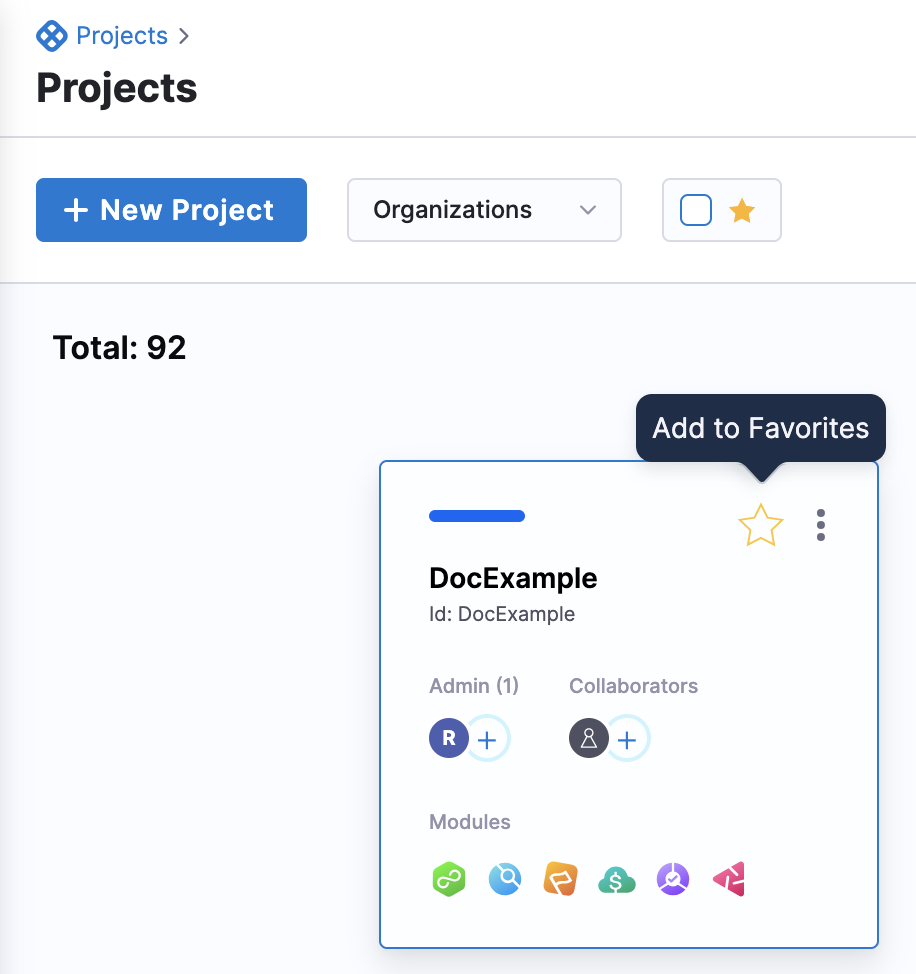 Projects
Projects
New Project
Organizations
Total: 92
Add to Favorites
DocExample
Id: DocExample
Admin (1)
Collaborators
R
Modules